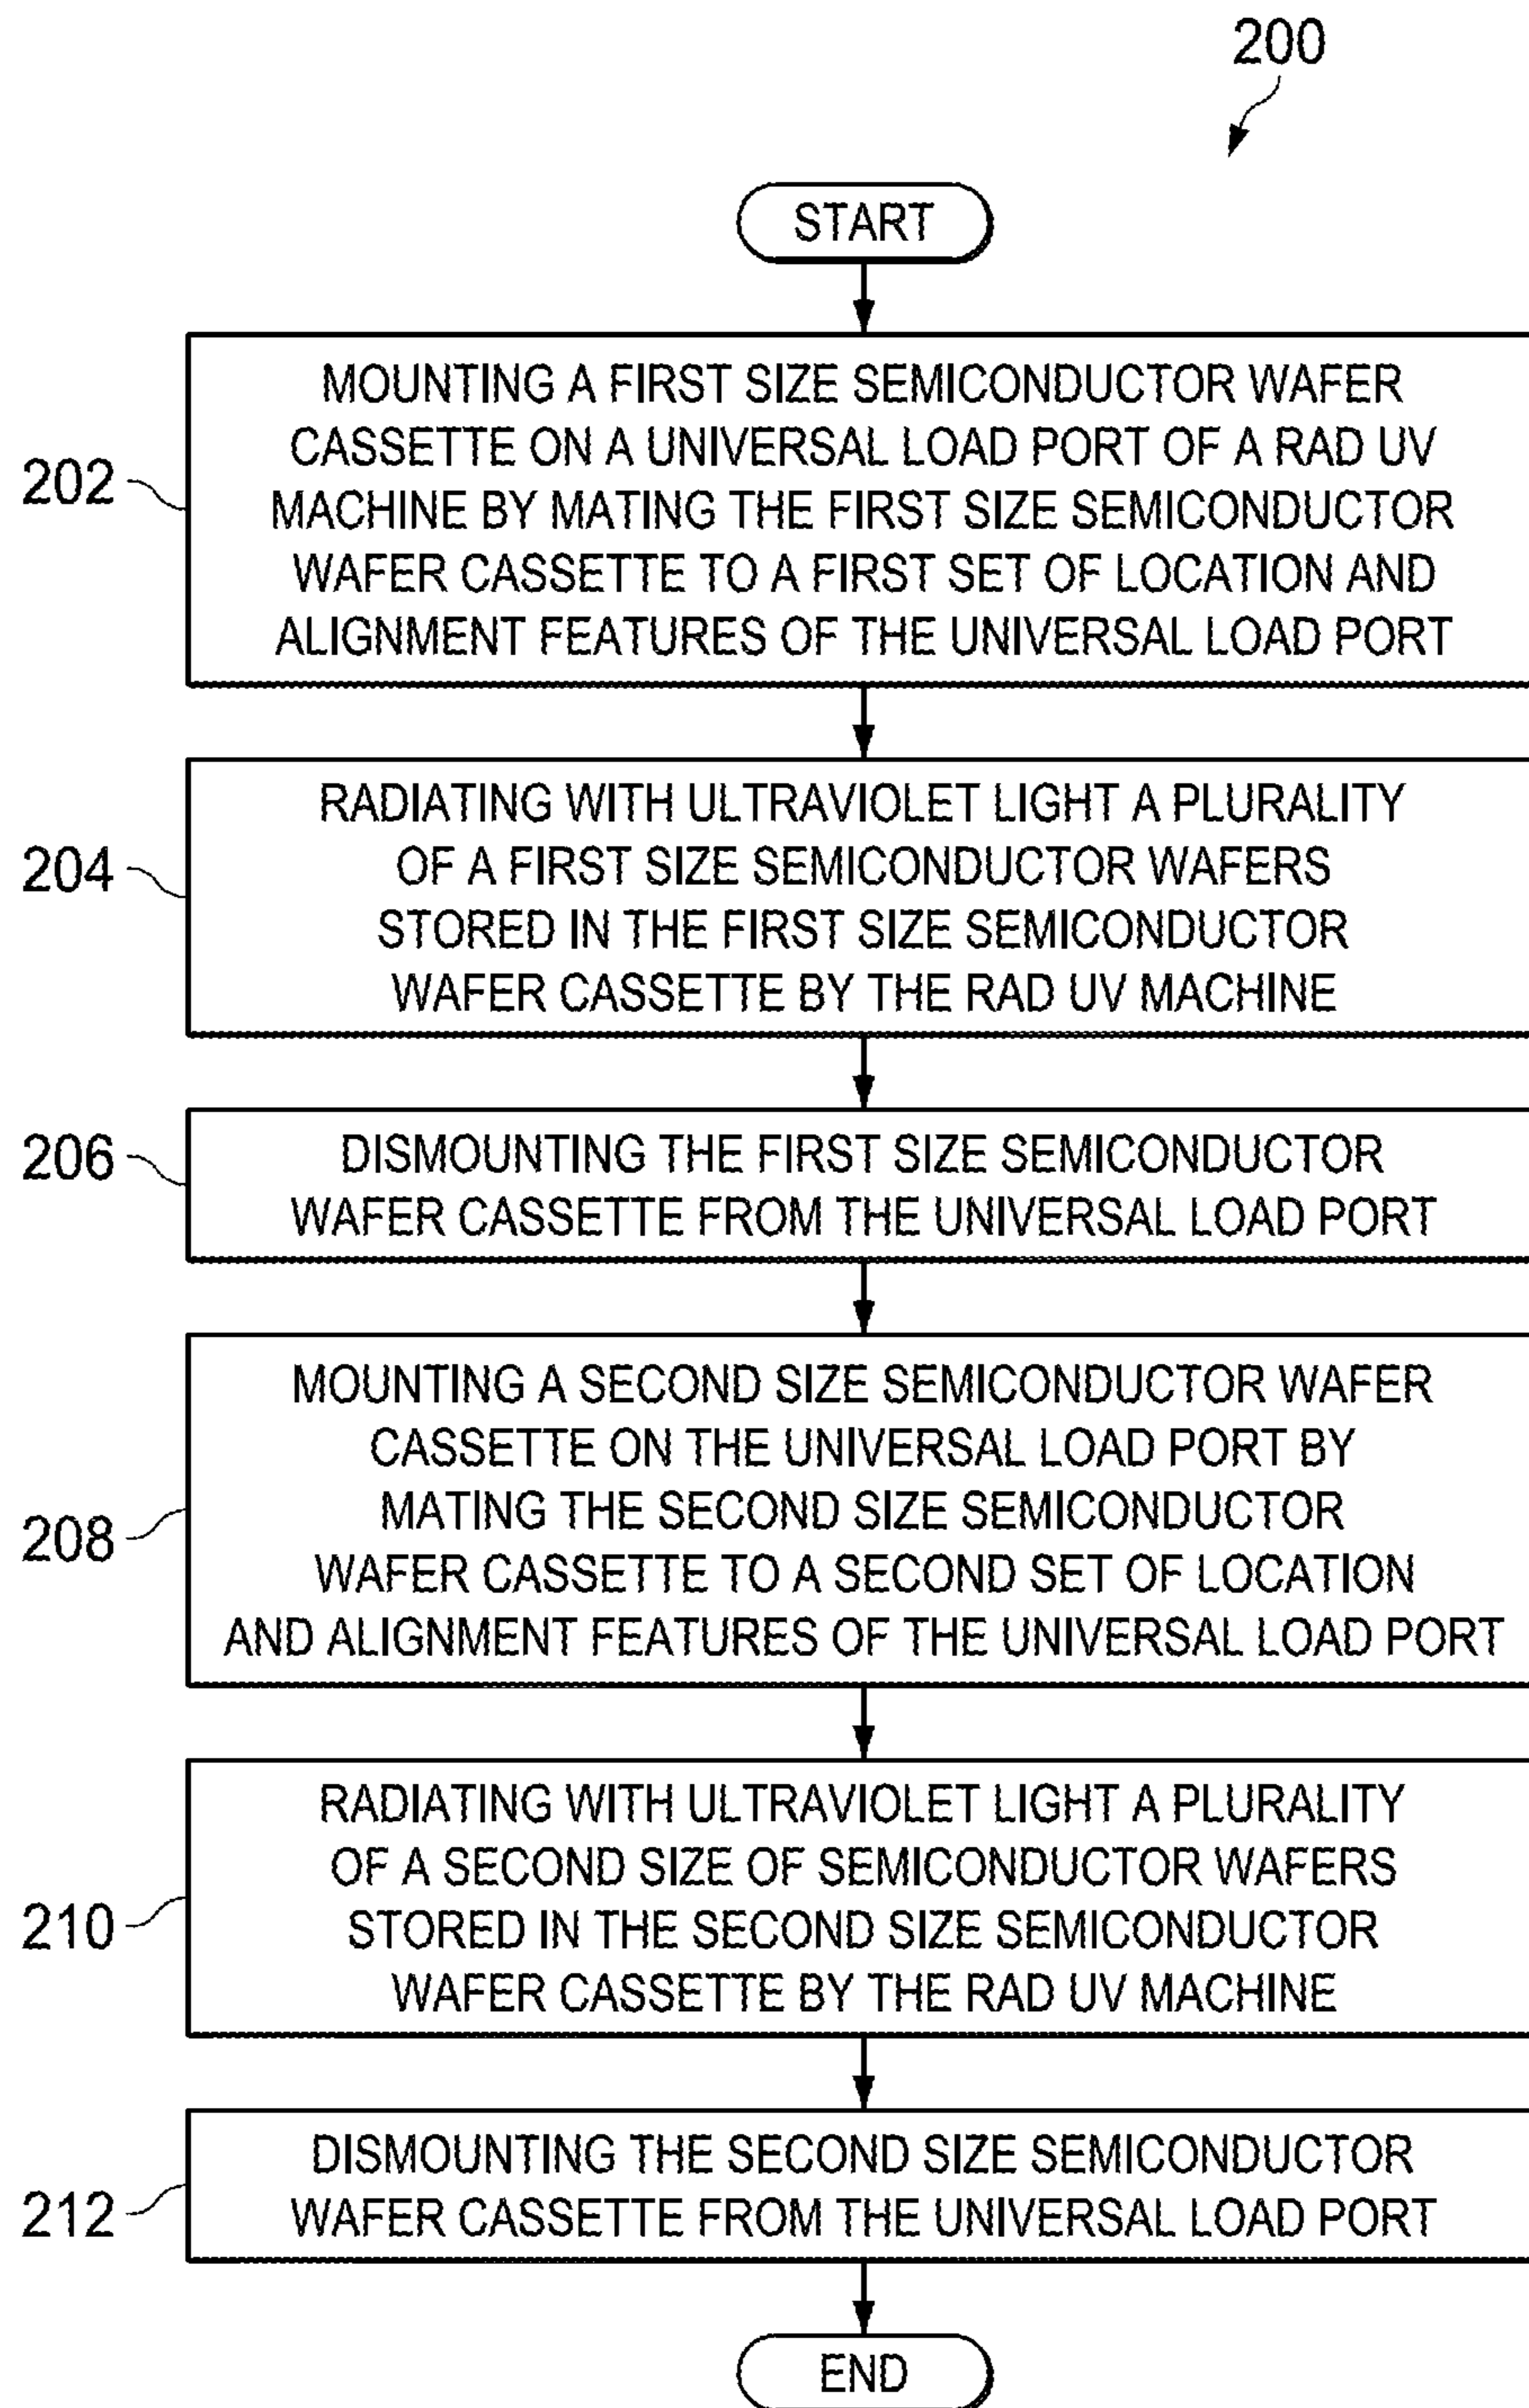 200
START
202
MOUNTING A FIRST SIZE SEMICONDUCTOR WAFER
CASSETTE ON A UNIVERSAL LOAD PORT OF A RAD UV
MACHINE BY MATING THE FIRST SIZE SEMICONDUCTOR
WAFER CASSETTE TO A FIRST SET OF LOCATION AND
ALIGNMENT FEATURES OF THE UNIVERSAL LOAD PORT
204
RADIATING WITH ULTRAVIOLET LIGHT A PLURALITY
OF A FIRST SIZE SEMICONDUCTOR WAFERS
STORED IN THE FIRST SIZE SEMICONDUCTOR
WAFER CASSETTE BY THE RAD UV MACHINE
206
DISMOUNTING THE FIRST SIZE SEMICONDUCTOR
WAFER CASSETTE FROM THE UNIVERSAL LOAD PORT
208
MOUNTING A SECOND SIZE SEMICONDUCTOR WAFER
CASSETTE ON THE UNIVERSAL LOAD PORT BY
MATING THE SECOND SIZE SEMICONDUCTOR
WAFER CASSETTE TO A SECOND SET OF LOCATION
AND ALIGNMENT FEATURES OF THE UNIVERSAL LOAD PORT
210
RADIATING WITH ULTRAVIOLET LIGHT A PLURALITY
OF A SECOND SIZE OF SEMICONDUCTOR WAFERS
STORED IN THE SECOND SIZE SEMICONDUCTOR
WAFER CASSETTE BY THE RAD UV MACHINE
212
DISMOUNTING THE SECOND SIZE SEMICONDUCTOR
WAFER CASSETTE FROM THE UNIVERSAL LOAD PORT
END